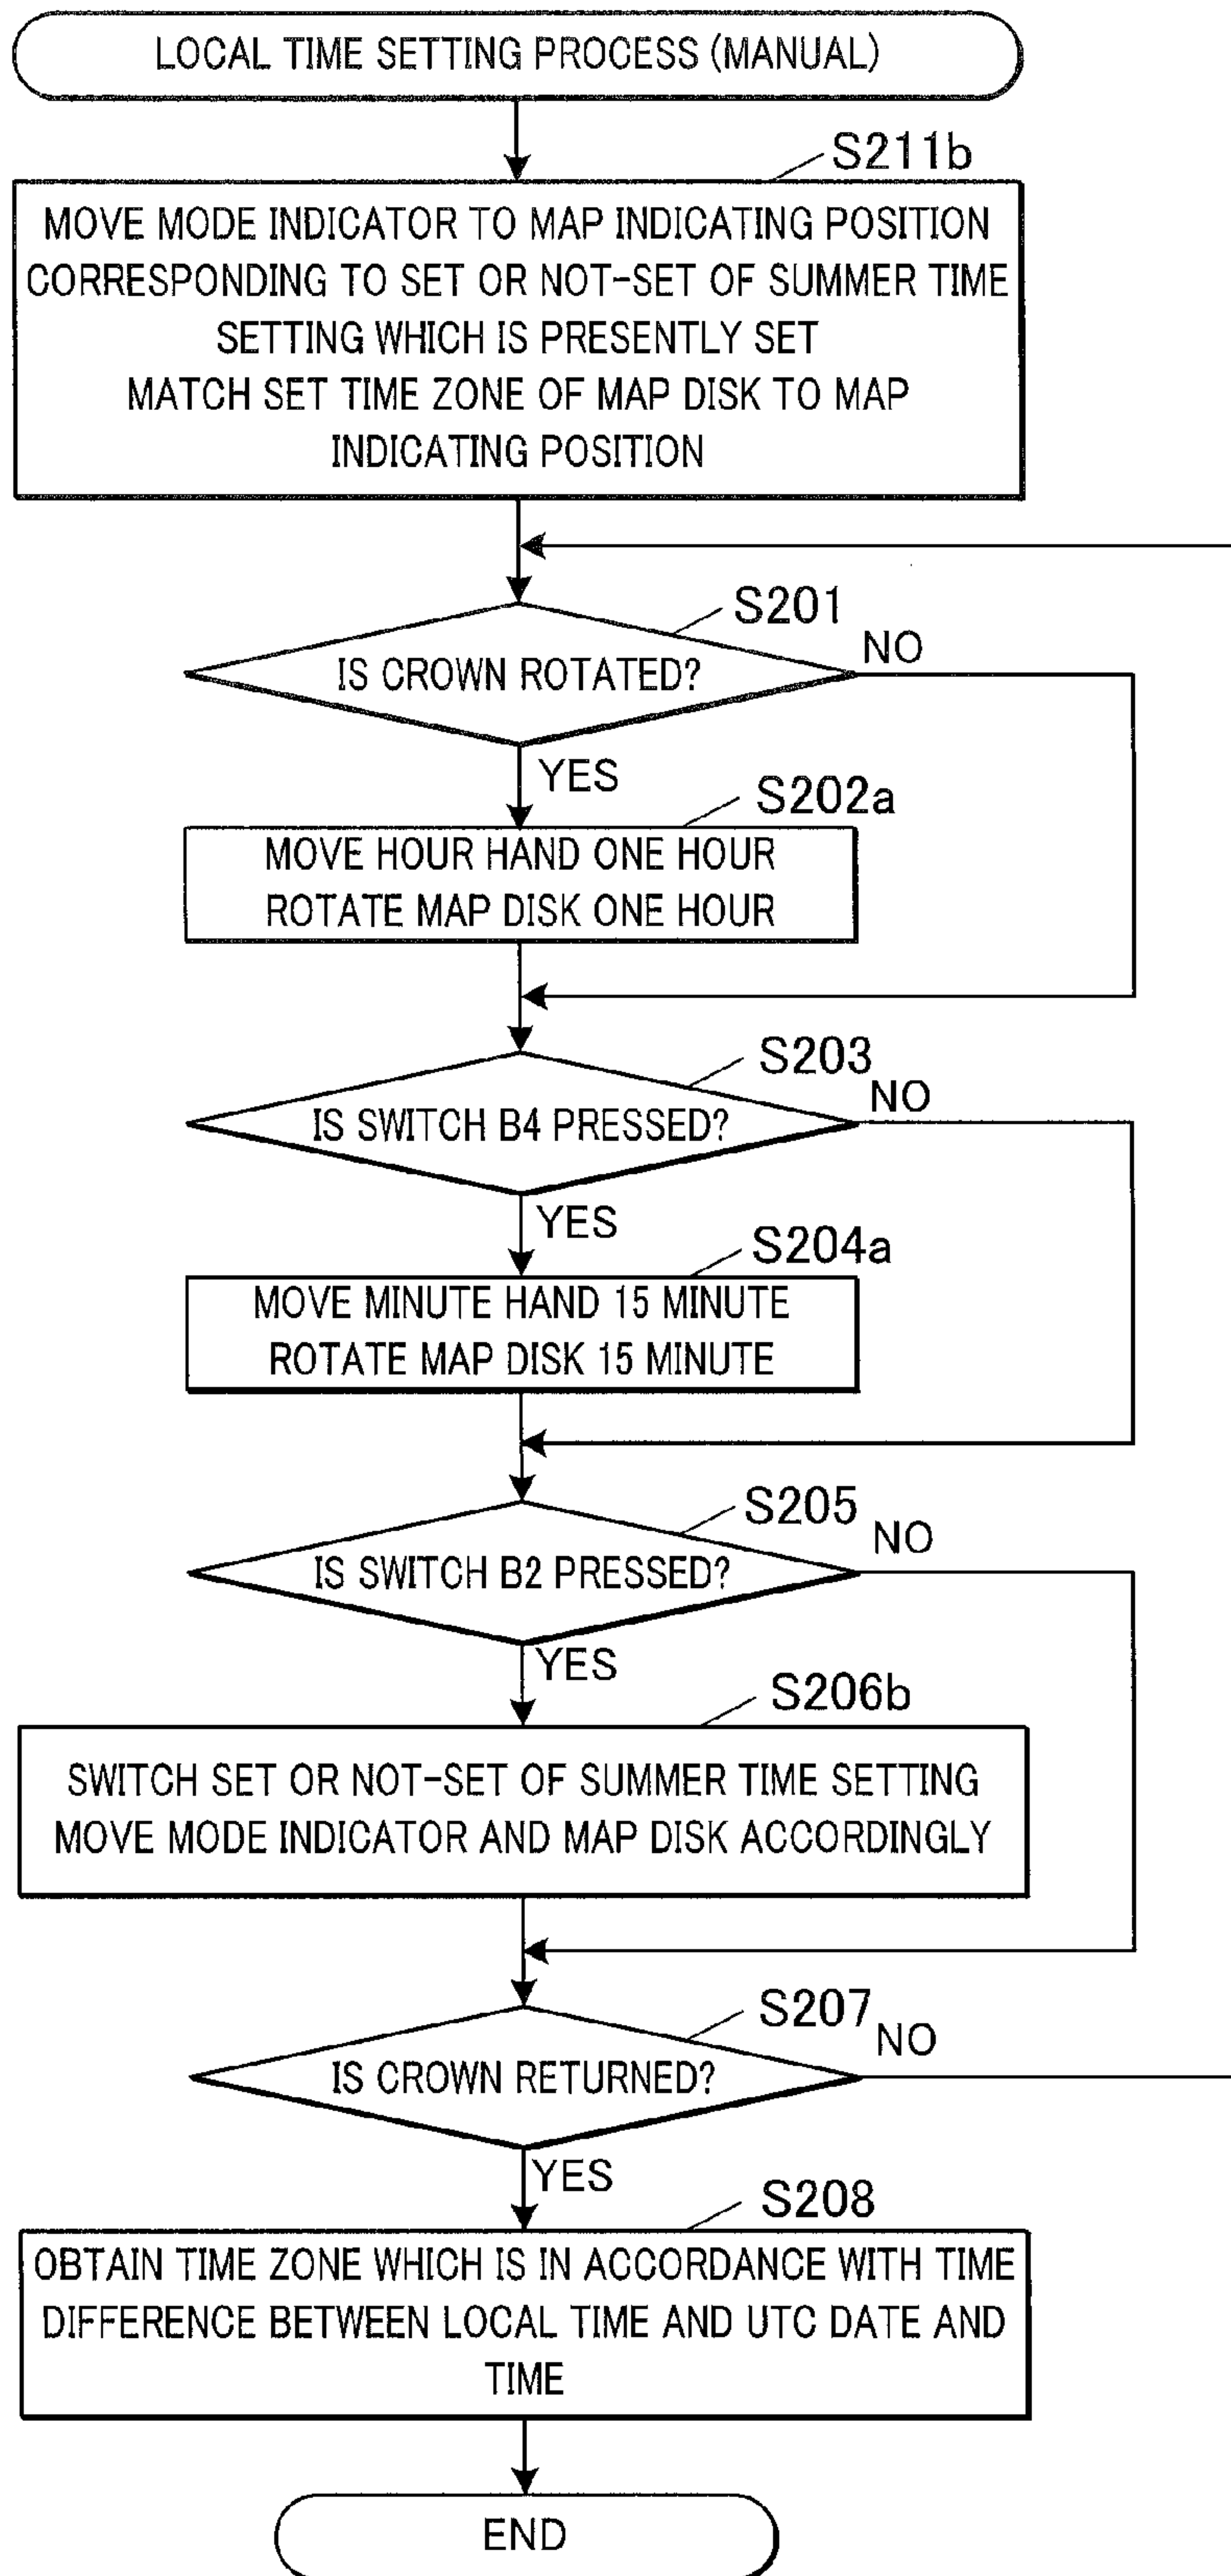 LOCAL TIME SETTING PROCESS (MANUAL)
S211b
MOVE MODE INDICATOR TO MAP INDICATING POSITION
CORRESPONDING TO SET OR NOT-SET OF SUMMER TIME
SETTING WHICH IS PRESENTLY SET
MATCH SET TIME ZONE OF MAP DISK TO MAP
INDICATING POSITION
S201
IS CROWN ROTATED?
NO
YES
S202a
MOVE HOUR HAND ONE HOUR
ROTATE MAP DISK ONE HOUR
S203
IS SWITCH B4 PRESSED?
NO
YES
S204a
MOVE MINUTE HAND 15 MINUTE
ROTATE MAP DISK 15 MINUTE
S205
IS SWITCH B2 PRESSED?
NO
YES
S206b
SWITCH SET OR NOT-SET OF SUMMER TIME SETTING
MOVE MODE INDICATOR AND MAP DISK ACCORDINGLY
S207
IS CROWN RETURNED?
NO
YES
S208
OBTAIN TIME ZONE WHICH IS IN ACCORDANCE WITH TIME
DIFFERENCE BETWEEN LOCAL TIME AND UTC DATE AND
TIME
END